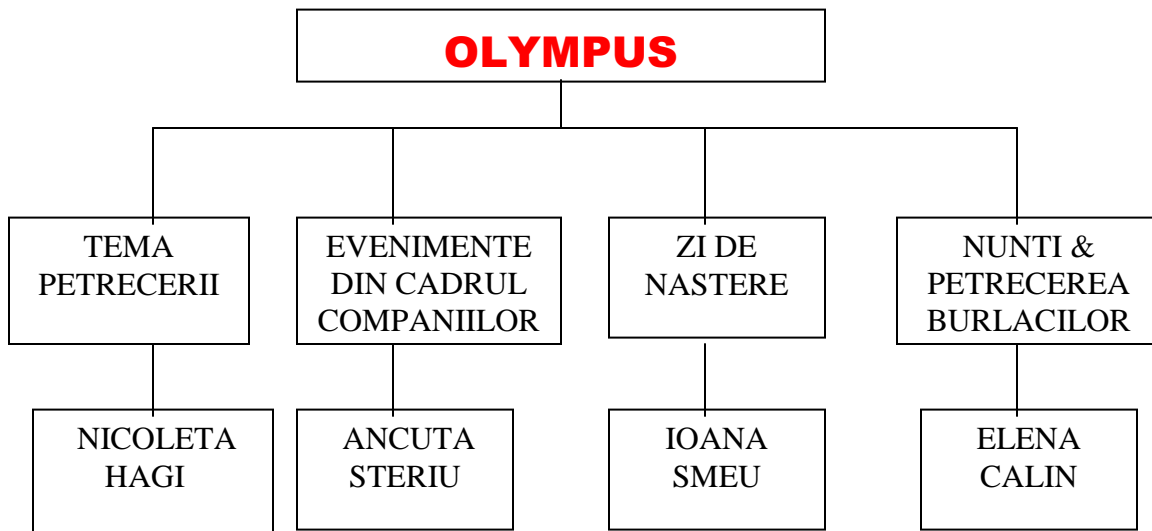 OLYMPUS
TEMA
PETRECERII
EVENIMENTE
DIN CADRUL
COMPANIILOR
ZI DE
NASTERE
NUNTI &
PETRECEREA
BURLACILOR
NICOLETA
HAGI
ANCUTA
STERIU
IOANA
SMEU
ELENA
CALIN